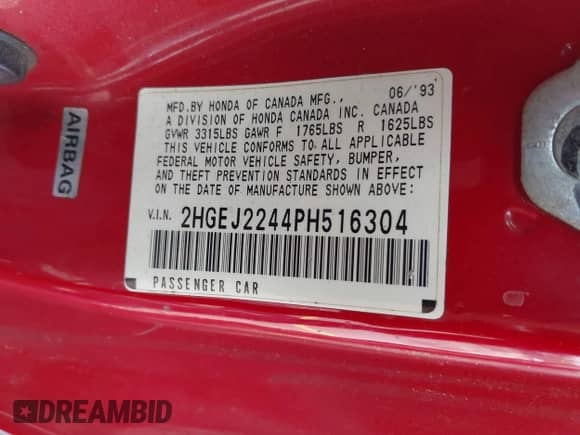 06/'93
MFD.BY HONDA OF CANADA MFG.,
A DIVISION OF HONDA CANADA INC. CANADA
GVWR 3315LBS GAWR F 1765LBS R 1625LBS
THIS VEHICLE CONFORMS TO ALL APPLICABLE
FEDERAL MOTOR VEHICLE SAFETY, BUMPER,
AND THEFT PREVENTION STANDARDS IN EFFECT
ON THE DATE OF MANUFACTURE SHOWN ABOVE:
V.I.N. 2HGEJ2244PH516304
PASSENGER CAR
AIRBAG
DREAMBID